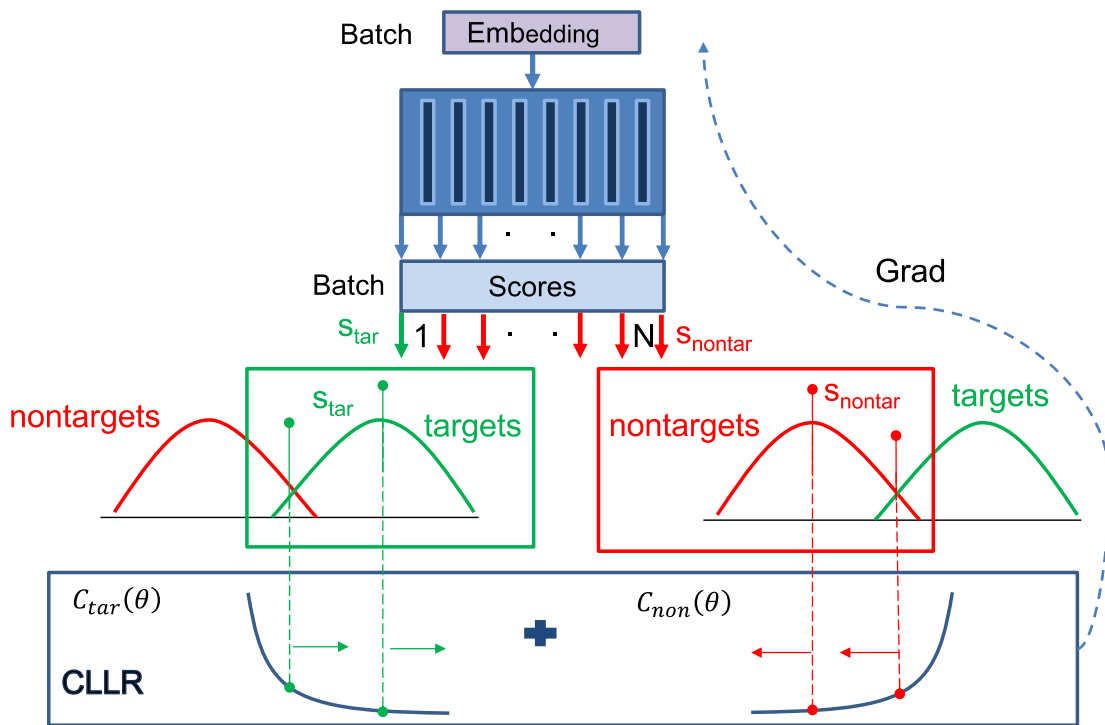 Batch Embedding
. .
Batch Scores
Grad
s_tar 1 . . N s_nontar
nontargets s_tar targets
nontargets s_nontar targets
C_tar(θ)
C_non(θ)
CLLR